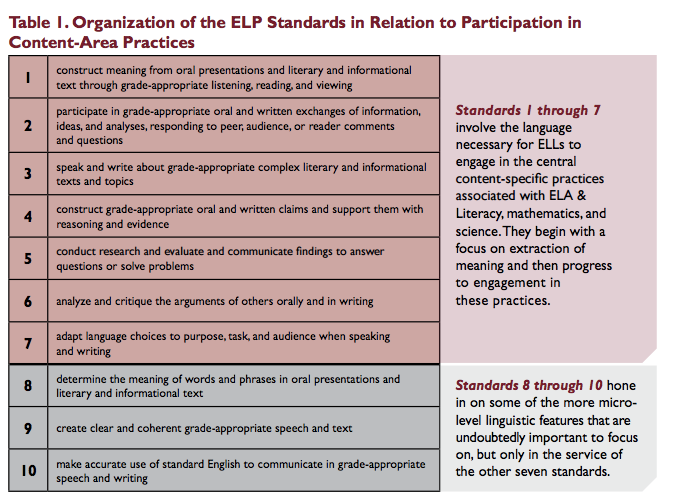 Table 1. Organization of the ELP Standards in Relation to Participation in
Content-Area Practices
1
construct meaning from oral presentations and literary and informational
text through grade-appropriate listening, reading, and viewing
2
participate in grade-appropriate oral and written exchanges of information,
ideas, and analyses, responding to peer, audience, or reader comments
and questions
3
speak and write about grade-appropriate complex literary and informational
texts and topics
4
construct grade-appropriate oral and written claims and support them with
reasoning and evidence
5
conduct research and evaluate and communicate findings to answer
questions or solve problems
6
analyze and critique the arguments of others orally and in writing
7
adapt language choices to purpose, task, and audience when speaking
and writing
Standards 1 through 7
involve the language
necessary for ELLs to
engage in the central
content-specific practices
associated with ELA &
Literacy, mathematics, and
science. They begin with a
focus on extraction of
meaning and then progress
to engagement in
these practices.
8
determine the meaning of words and phrases in oral presentations and
literary and informational text
9
create clear and coherent grade-appropriate speech and text
10
make accurate use of standard English to communicate in grade-appropriate
speech and writing
Standards 8 through 10 hone
in on some of the more micro-
level linguistic features that are
undoubtedly important to focus
on, but only in the service of
the other seven standards.